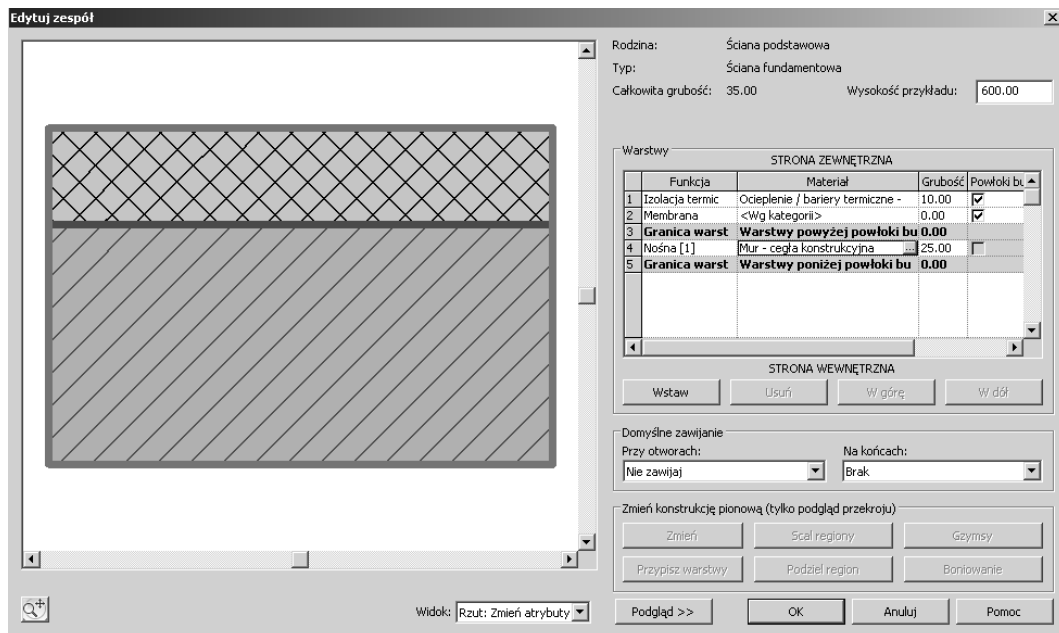 Edytuj zespół
Rodzina: Ściana podstawowa
Typ: Ściana fundamentowa
Całkowita grubość: 35.00 Wysokość przykładu: 600.00
Warstwy
STRONA ZEWNĘTRZNA
Funkcja Materiał Grubość Powłoki bu
1 Izolacja termic Ocieplenie / bariery termiczne - 10.00
2 Membrana <Wg kategorii> 0.00
3 Granica warst Warstwy powyżej powłoki bu 0.00
4 Nośna [1] Mur - cegła konstrukcyjna ... 25.00
5 Granica warst Warstwy poniżej powłoki bu 0.00
STRONA WEWNĘTRZNA
Wstaw Usuń W górę W dół
Domyślne zawijanie
Przy otworach: Na końcach:
Nie zawijaj Brak
Zmień konstrukcję pionową (tylko podgląd przekroju)
Zmień Scal regiony Gzymsy
Przypisz warstwy Podziel region Boniowanie
Widok: Rzut: Zmień atrybuty Podgląd >> OK Anuluj Pomoc